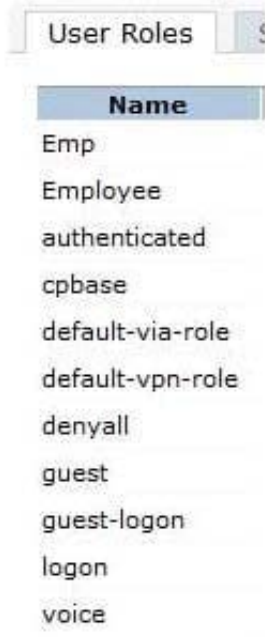 User Roles
Name
Emp
Employee
authenticated
cpbase
default-via-role
default-vpn-role
denyall
guest
guest-logon
logon
voice